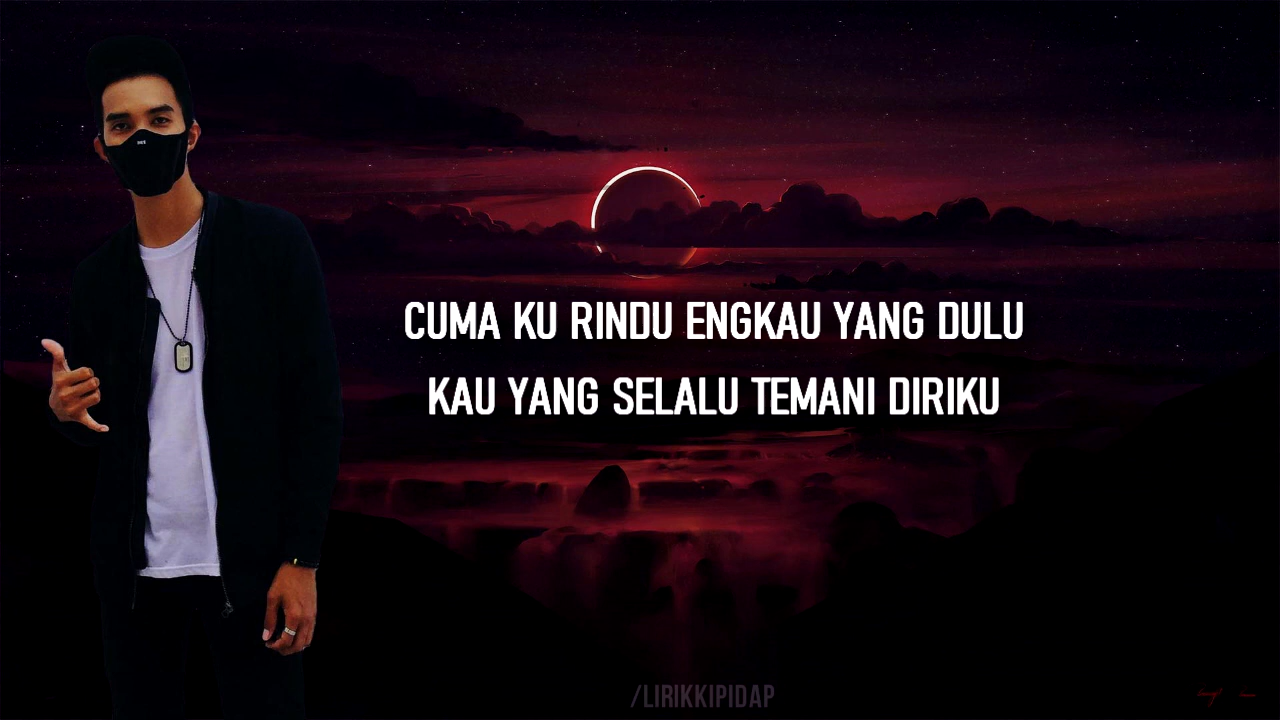 CUMA KU RINDU ENGKAU YANG DULU
KAU YANG SELALU TEMANI DIRIKU
/LIRIKKIPIDAP